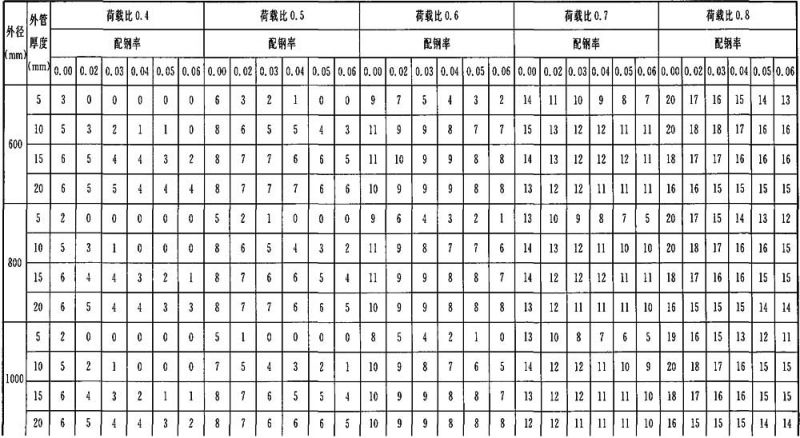 外径(mm) 外管厚度(mm) 荷载比0.4 荷载比0.5 荷载比0.6 荷载比0.7 荷载比0.8
配钢率 配钢率 配钢率 配钢率 配钢率
0.00 0.02 0.03 0.04 0.05 0.06 0.00 0.02 0.03 0.04 0.05 0.06 0.00 0.02 0.03 0.04 0.05 0.06 0.00 0.02 0.03 0.04 0.05 0.06 0.00 0.02 0.03 0.04 0.05 0.06
600 5 3 0 0 0 0 0 6 3 2 1 0 0 9 7 5 4 3 2 14 11 10 9 8 7 20 17 16 15 14 13
10 5 3 2 1 1 0 8 6 5 5 4 3 11 9 9 8 7 7 15 13 12 12 11 11 20 18 18 17 16 16
15 6 5 4 4 3 2 8 7 7 6 6 5 11 10 9 9 8 8 14 13 12 12 12 11 18 17 17 16 16 16
20 6 5 5 4 4 4 8 7 7 7 6 6 10 9 9 9 8 8 13 12 12 11 11 11 16 16 15 15 15 15
800 5 2 0 0 0 0 0 5 2 1 0 0 0 9 6 4 3 2 1 13 10 9 8 7 5 20 17 15 14 13 12
10 5 3 1 0 0 0 8 6 5 4 3 2 11 9 8 7 7 6 14 13 12 11 10 10 20 18 17 16 16 15
15 6 4 4 3 2 1 8 7 6 6 5 4 11 9 9 8 8 7 14 12 12 12 11 11 18 17 16 16 15 15
20 6 5 4 4 3 3 8 7 7 6 6 5 10 9 9 8 8 8 13 12 11 11 11 10 16 15 15 15 14 14
1000 5 2 0 0 0 0 0 5 1 0 0 0 0 8 5 4 2 1 0 13 10 8 7 6 5 19 16 15 13 12 11
10 5 2 1 0 0 0 7 5 4 3 2 1 10 9 8 7 6 5 14 12 12 11 10 9 20 18 17 16 15 15
15 6 4 3 2 1 1 8 7 6 5 5 4 10 9 9 8 8 7 13 12 12 11 11 10 18 17 16 16 15 15
20 6 5 4 4 3 2 8 7 6 6 6 5 10 9 9 8 8 8 12 12 11 11 11 10 16 15 15 15 14 14